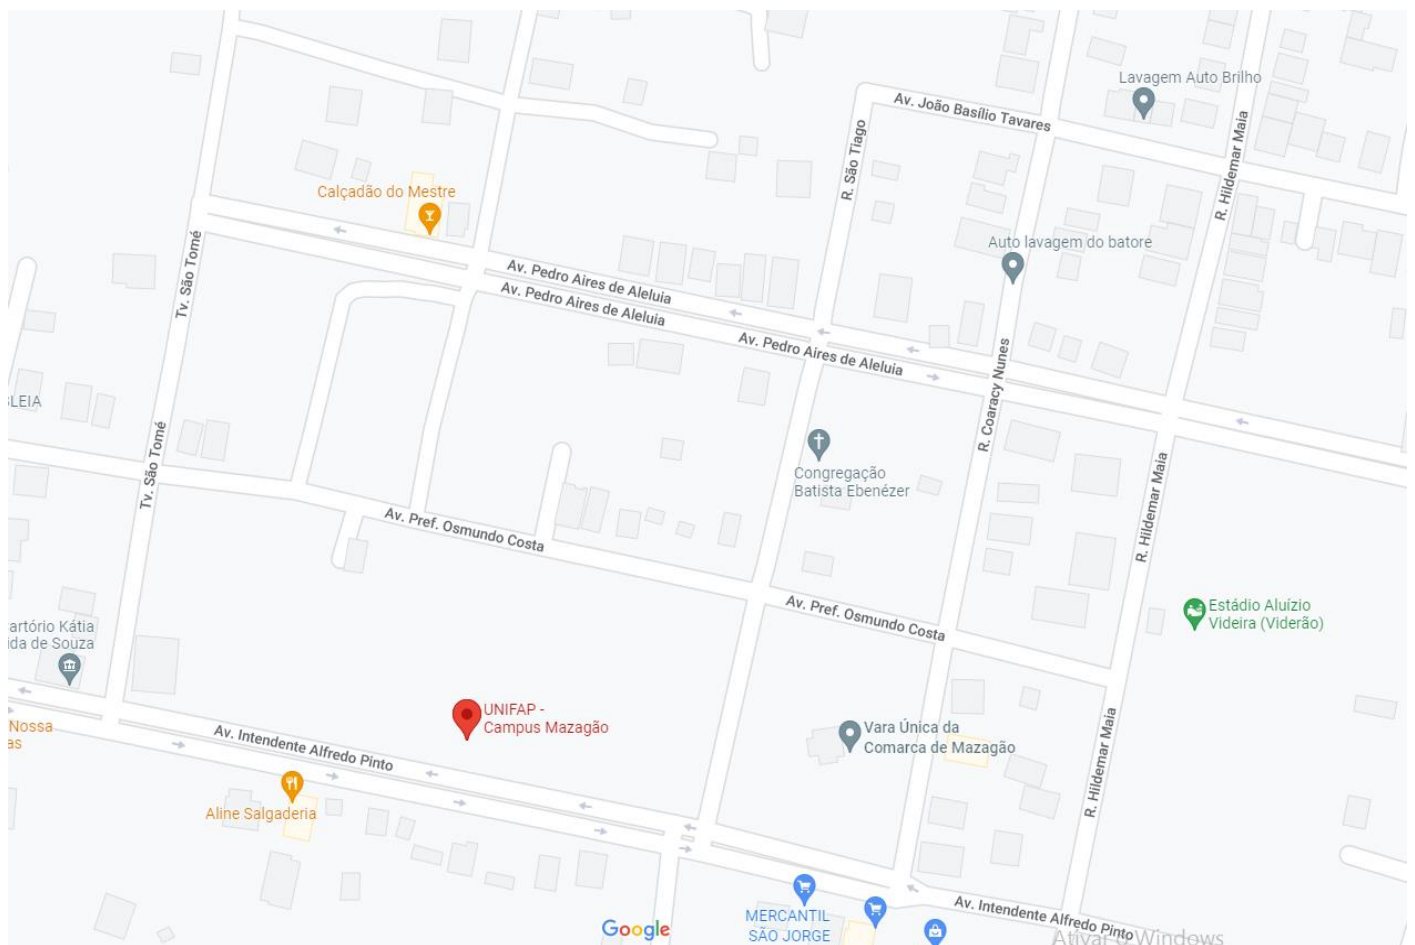 Lavagem Auto Brilho
Av. João Basílio Tavares
R. Hildemar Maia
R. São Tiago
Calçadão do Mestre
Auto lavagem do batore
Tv. São Tomé
Av. Pedro Aires de Aleluia
Av. Pedro Aires de Aleluia
Av. Pedro Aires de Aleluia
R. Coaracy Nunes
LEIA
Tv. São Tomé
Congregação
Batista Ebenézer
R. Hildemar Maia
Av. Pref. Osmundo Costa
Av. Pref. Osmundo Costa
Estádio Aluízio
Videira (Viderão)
artório Kátia
ida de Souza
UNIFAP -
Campus Mazagão
Nossa
as
Av. Intendente Alfredo Pinto
Vara Única da
Comarca de Mazagão
R. Hildemar Maia
Aline Salgaderia
MERCANTIL
SÃO JORGE
Google
Av. Intendente Alfredo Pinto
Ativar o Windows